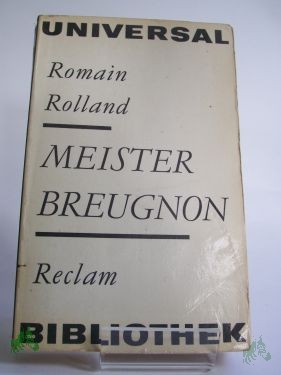 UNIVERSAL
Romain
Rolland
MEISTER
BREUGNON
Reclam
BIBLIOTHEK